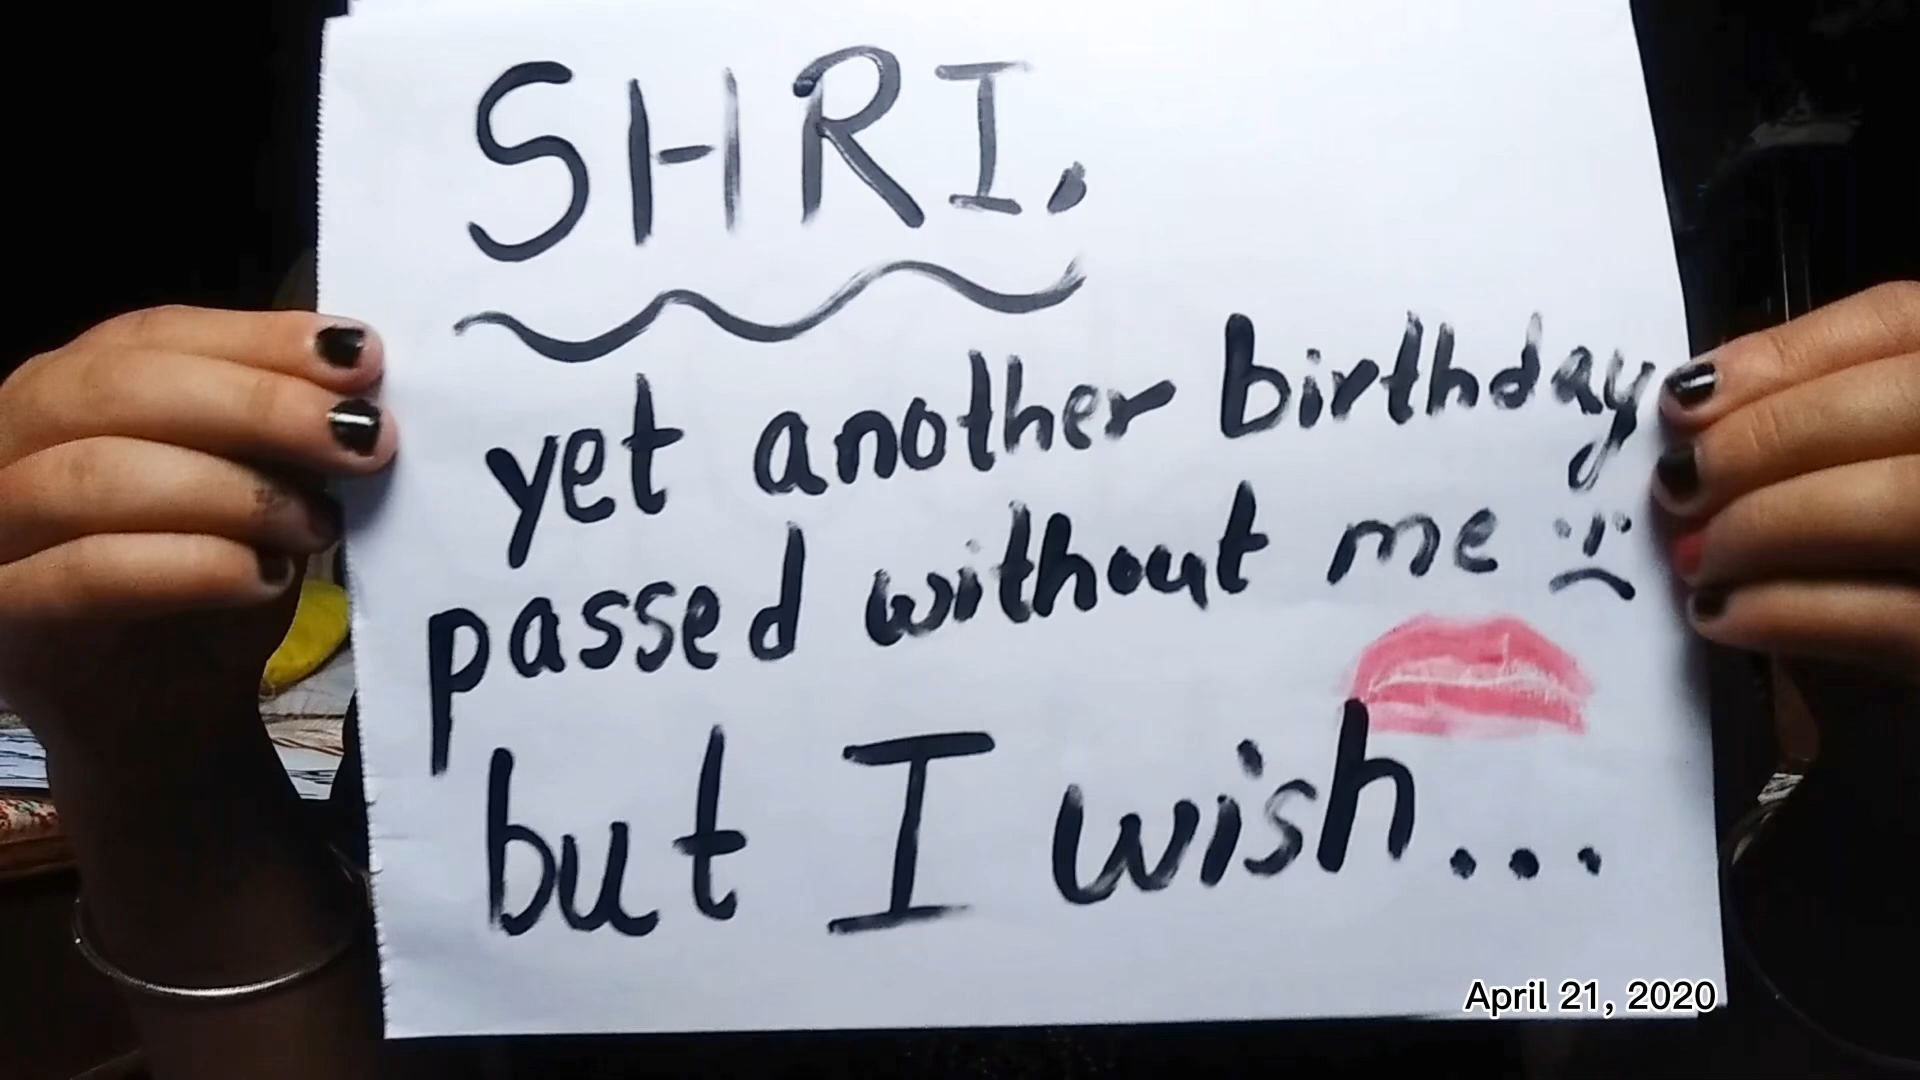 SHRI.
yet another birthday
passed without me :(
but I wish...
April 21, 2020